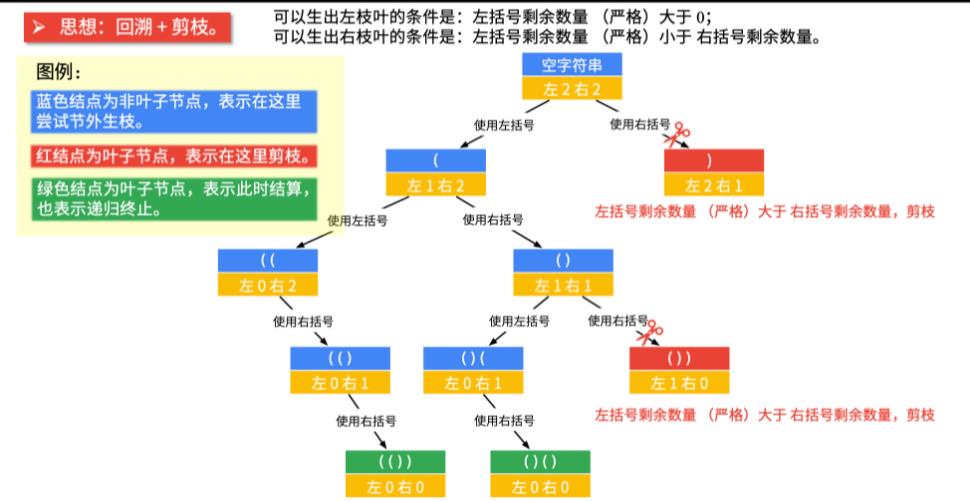 ➢ 思想：回溯 + 剪枝。
可以生出左枝叶的条件是：左括号剩余数量 （严格）大于 0；
可以生出右枝叶的条件是：左括号剩余数量 （严格）小于 右括号剩余数量。
图例：
蓝色结点为非叶子节点，表示在这里
尝试节外生枝。
红结点为叶子节点，表示在这里剪枝。
绿色结点为叶子节点，表示此时结算，
也表示递归终止。
空字符串
左 2 右 2
使用左括号
使用右括号
(
左 1 右 2
)
左 2 右 1
左括号剩余数量 （严格）大于 右括号剩余数量，剪枝
使用左括号
使用右括号
( (
左 0 右 2
( )
左 1 右 1
使用右括号
使用左括号
使用右括号
( ( )
左 0 右 1
( ) (
左 0 右 1
( ) )
左 1 右 0
左括号剩余数量 （严格）大于 右括号剩余数量，剪枝
使用右括号
使用右括号
( ( ) )
左 0 右 0
( ) ( )
左 0 右 0